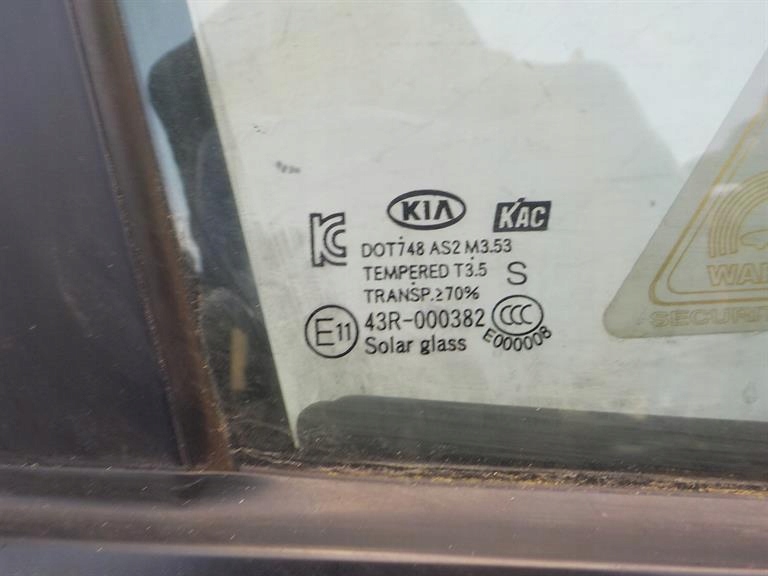 KIA KAC
DOT748 AS2 M3.53
TEMPERED T3.5 S
TRANSP.≥70%
E11 43R-000382 CCC
Solar glass E000008